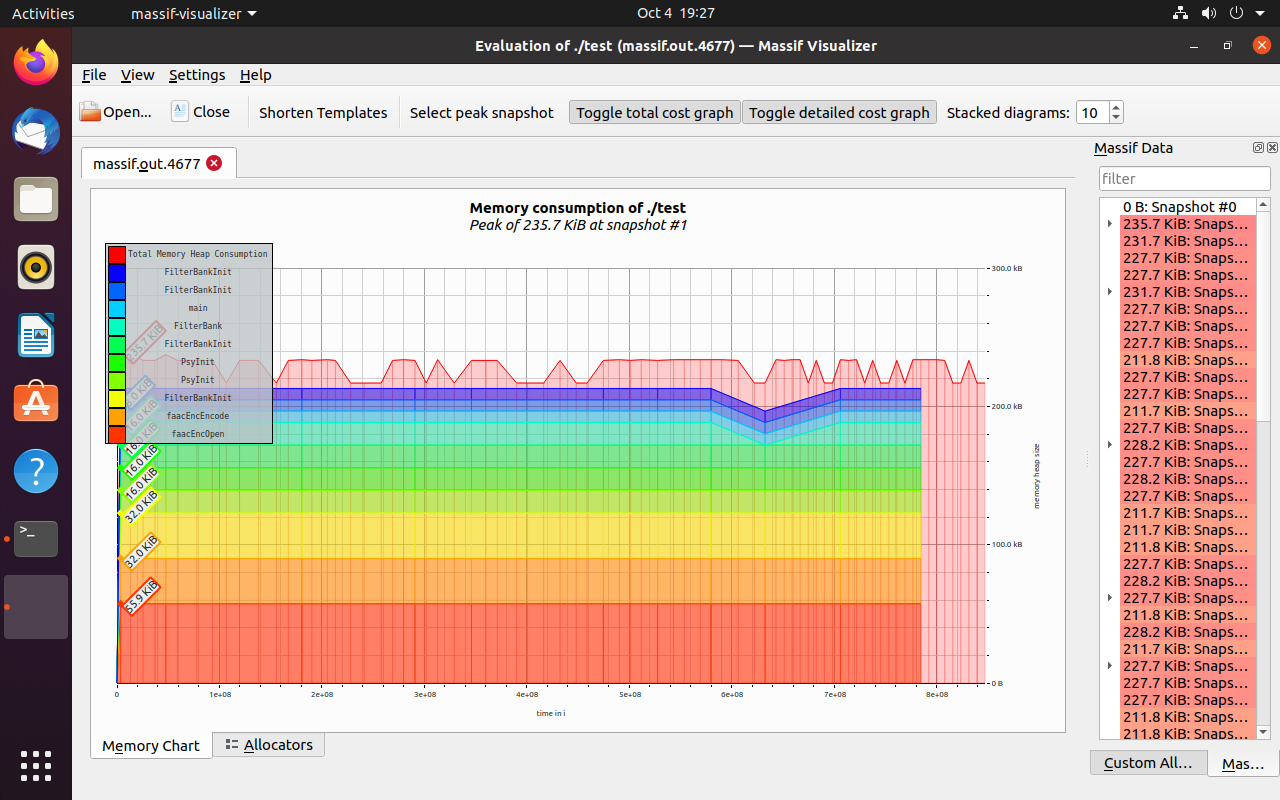 Activities
massif-visualizer
Oct 4 19:27
Evaluation of ./test (massif.out.4677) — Massif Visualizer
File View Settings Help
Open...
Close
Shorten Templates
Select peak snapshot
Toggle total cost graph
Toggle detailed cost graph
Stacked diagrams: 10
massif.out.4677
Memory consumption of ./test
Peak of 235.7 KiB at snapshot #1
Total Memory Heap Consumption
FilterBankInit
FilterBankInit
main
FilterBank
FilterBankInit
PsyInit
PsyInit
FilterBankInit
faacEncEncode
faacEncOpen
235.7 KiB
16.0 KiB
16.0 KiB
16.0 KiB
16.0 KiB
32.0 KiB
32.0 KiB
55.9 KiB
300.0 kB
200.0 kB
100.0 kB
0 B
memory heap size
0
1e+08
2e+08
3e+08
4e+08
5e+08
6e+08
7e+08
8e+08
time in i
Memory Chart
Allocators
Massif Data
filter
0 B: Snapshot #0
235.7 KiB: Snaps...
231.7 KiB: Snaps...
227.7 KiB: Snaps...
227.7 KiB: Snaps...
231.7 KiB: Snaps...
227.7 KiB: Snaps...
227.7 KiB: Snaps...
227.7 KiB: Snaps...
211.8 KiB: Snaps...
227.7 KiB: Snaps...
227.7 KiB: Snaps...
211.7 KiB: Snaps...
227.7 KiB: Snaps...
228.2 KiB: Snaps...
227.7 KiB: Snaps...
228.2 KiB: Snaps...
227.7 KiB: Snaps...
211.7 KiB: Snaps...
211.7 KiB: Snaps...
211.8 KiB: Snaps...
227.7 KiB: Snaps...
228.2 KiB: Snaps...
227.7 KiB: Snaps...
211.8 KiB: Snaps...
228.2 KiB: Snaps...
211.7 KiB: Snaps...
227.7 KiB: Snaps...
227.7 KiB: Snaps...
227.7 KiB: Snaps...
211.8 KiB: Snaps...
211.8 KiB: Snaps...
Custom All...
Mas...